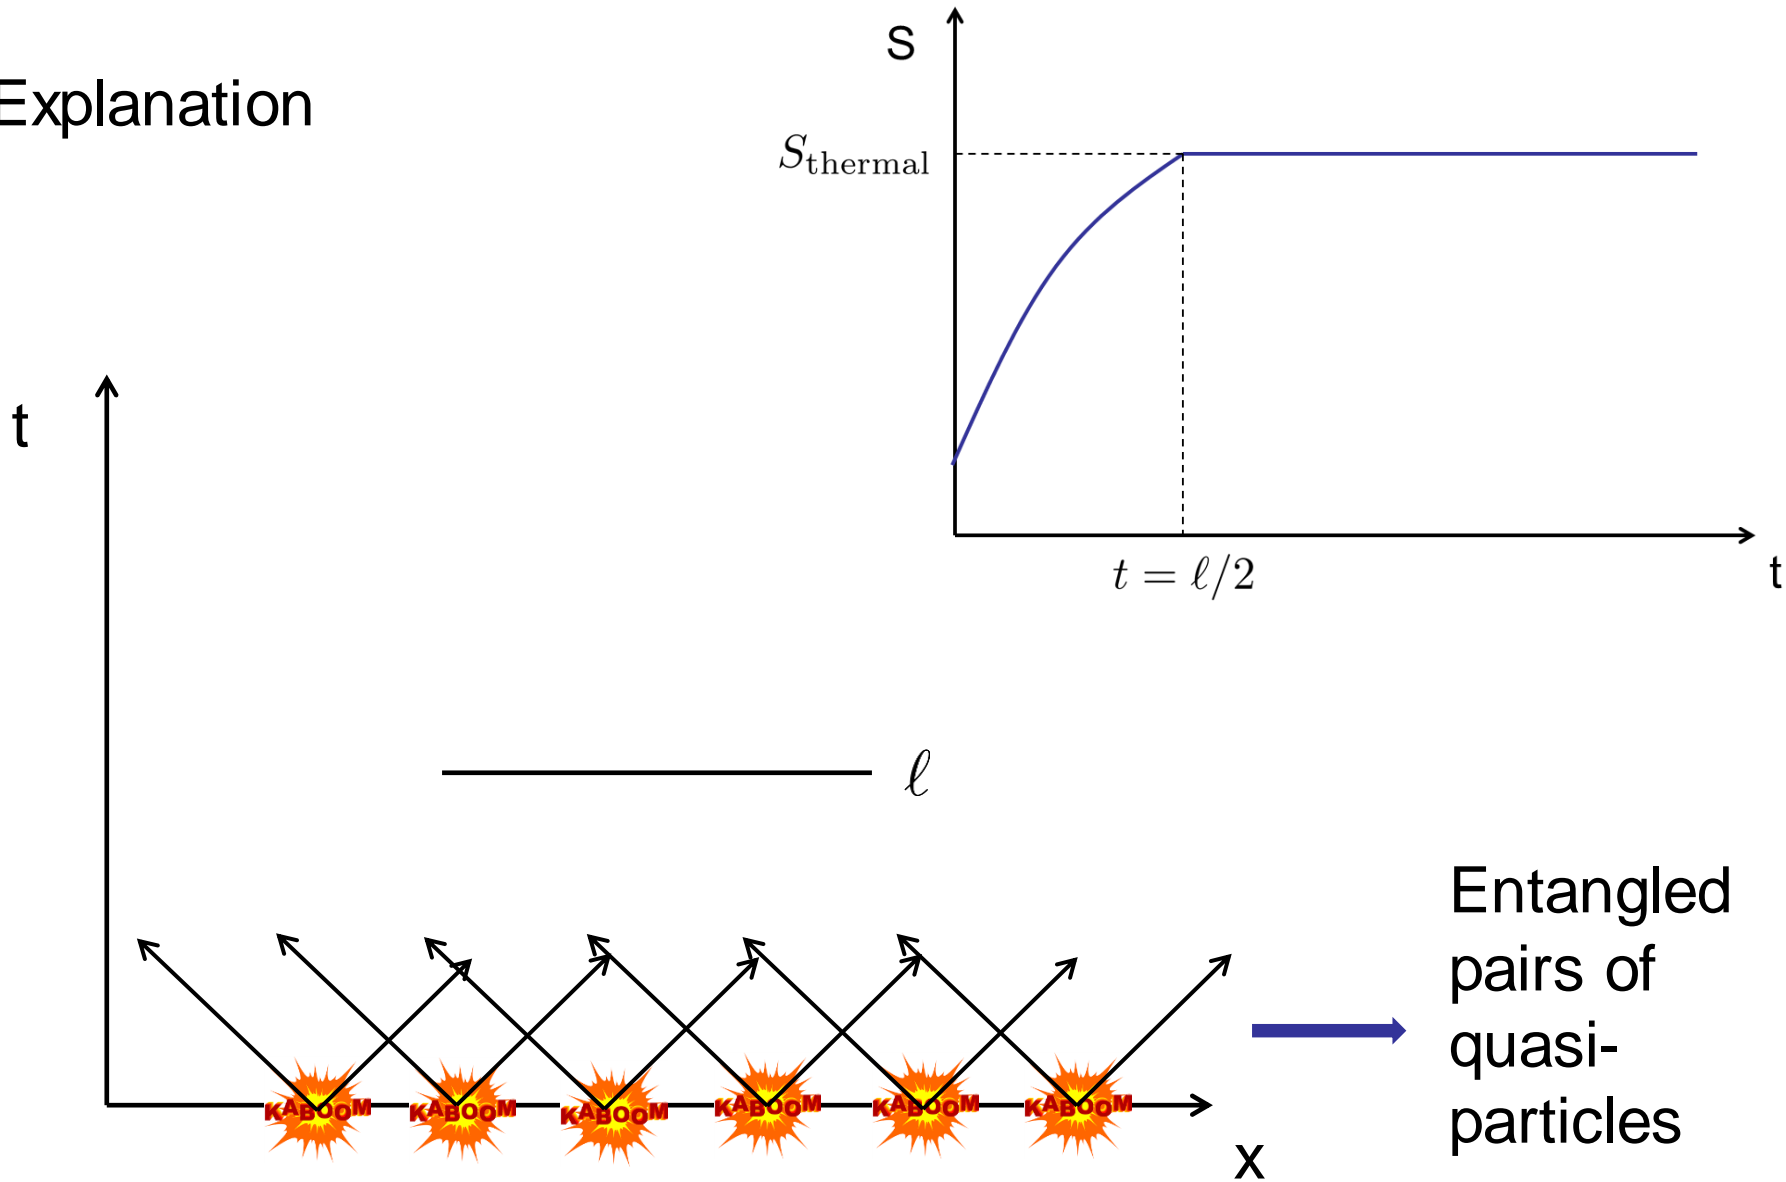 Explanation
S
S_thermal
t = ℓ/2
t
t
ℓ
Entangled
pairs of
quasi-
particles
KABOOM
KABOOM
KABOOM
KABOOM
KABOOM
KABOOM
x